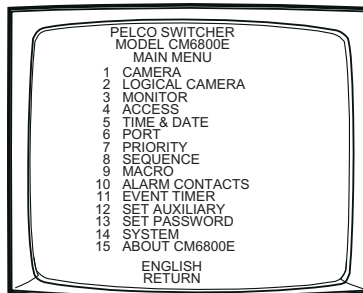 PELCO SWITCHER
MODEL CM6800E
MAIN MENU
1 CAMERA
2 LOGICAL CAMERA
3 MONITOR
4 ACCESS
5 TIME & DATE
6 PORT
7 PRIORITY
8 SEQUENCE
9 MACRO
10 ALARM CONTACTS
11 EVENT TIMER
12 SET AUXILIARY
13 SET PASSWORD
14 SYSTEM
15 ABOUT CM6800E
ENGLISH
RETURN